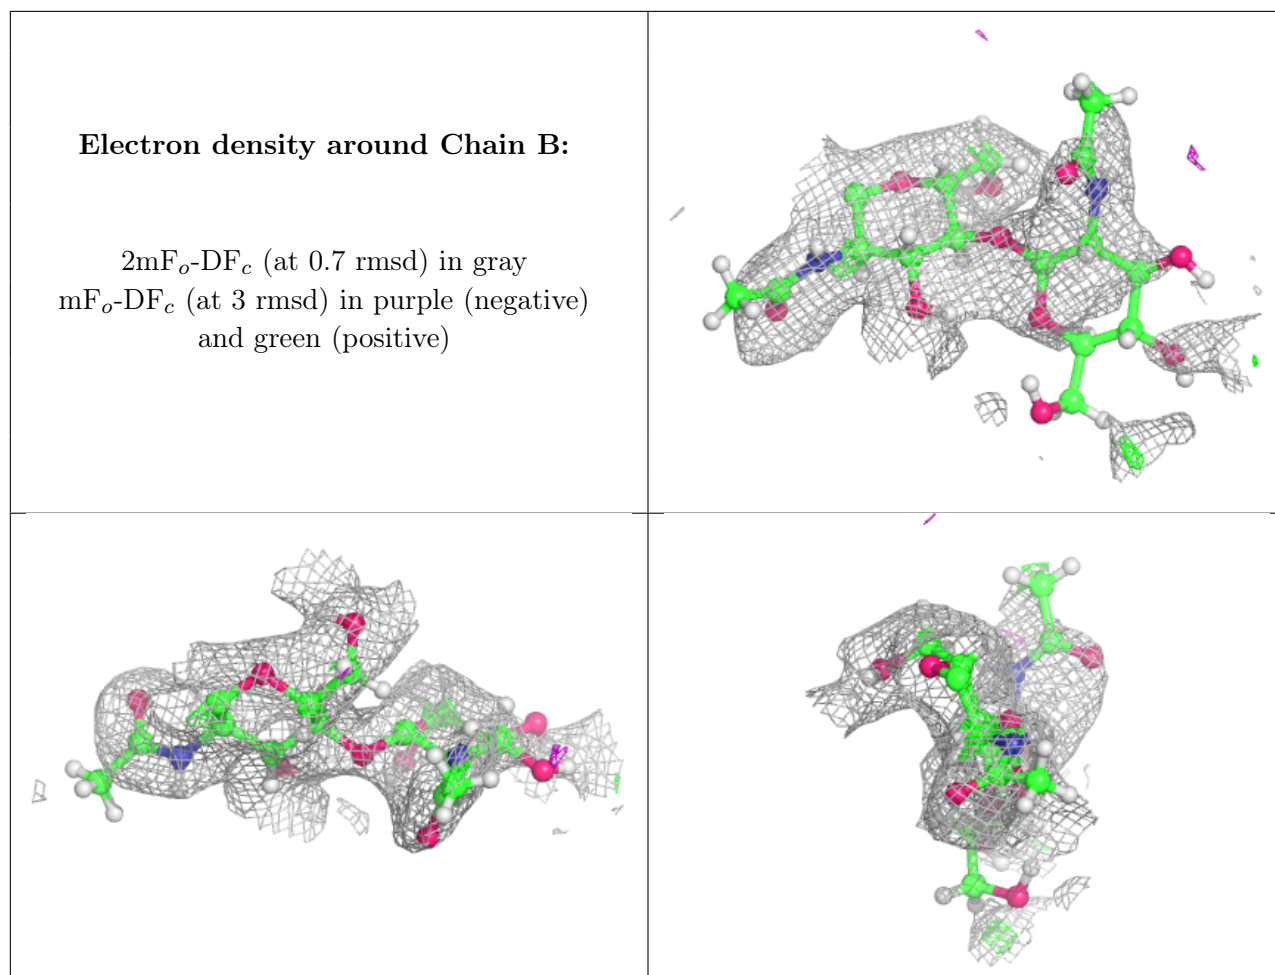 Electron density around Chain B:
2mFo-DFc (at 0.7 rmsd) in gray
mFo-DFc (at 3 rmsd) in purple (negative)
and green (positive)